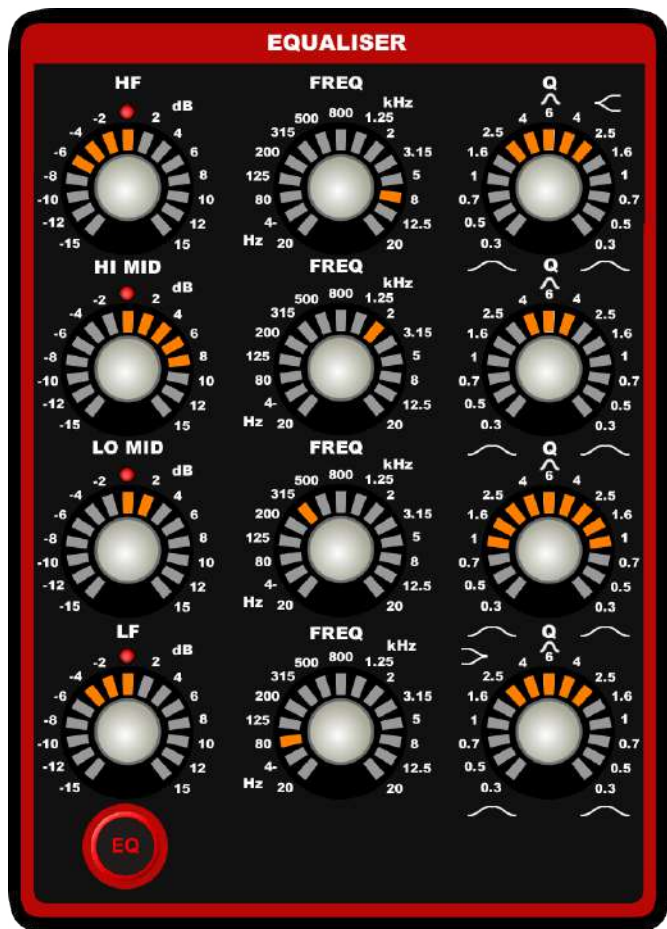 EQUALISER
HF FREQ Q
dB kHz
-2 2 500 800 1.25 4 6 4
-4 4 315 2 2.5 2.5
-6 6 200 3.15 1.6 1.6
-8 8 125 5 1 1
-10 10 80 8 0.7 0.7
-12 12 4- 12.5 0.5 0.5
-15 15 Hz 20 20 0.3 0.3
HI MID FREQ Q
dB kHz
-2 2 500 800 1.25 4 6 4
-4 4 315 2 2.5 2.5
-6 6 200 3.15 1.6 1.6
-8 8 125 5 1 1
-10 10 80 8 0.7 0.7
-12 12 4- 12.5 0.5 0.5
-15 15 Hz 20 20 0.3 0.3
LO MID FREQ Q
dB kHz
-2 2 500 800 1.25 4 6 4
-4 4 315 2 2.5 2.5
-6 6 200 3.15 1.6 1.6
-8 8 125 5 1 1
-10 10 80 8 0.7 0.7
-12 12 4- 12.5 0.5 0.5
-15 15 Hz 20 20 0.3 0.3
LF FREQ Q
dB kHz
-2 2 500 800 1.25 4 6 4
-4 4 315 2 2.5 2.5
-6 6 200 3.15 1.6 1.6
-8 8 125 5 1 1
-10 10 80 8 0.7 0.7
-12 12 4- 12.5 0.5 0.5
-15 15 Hz 20 20 0.3 0.3
EQ